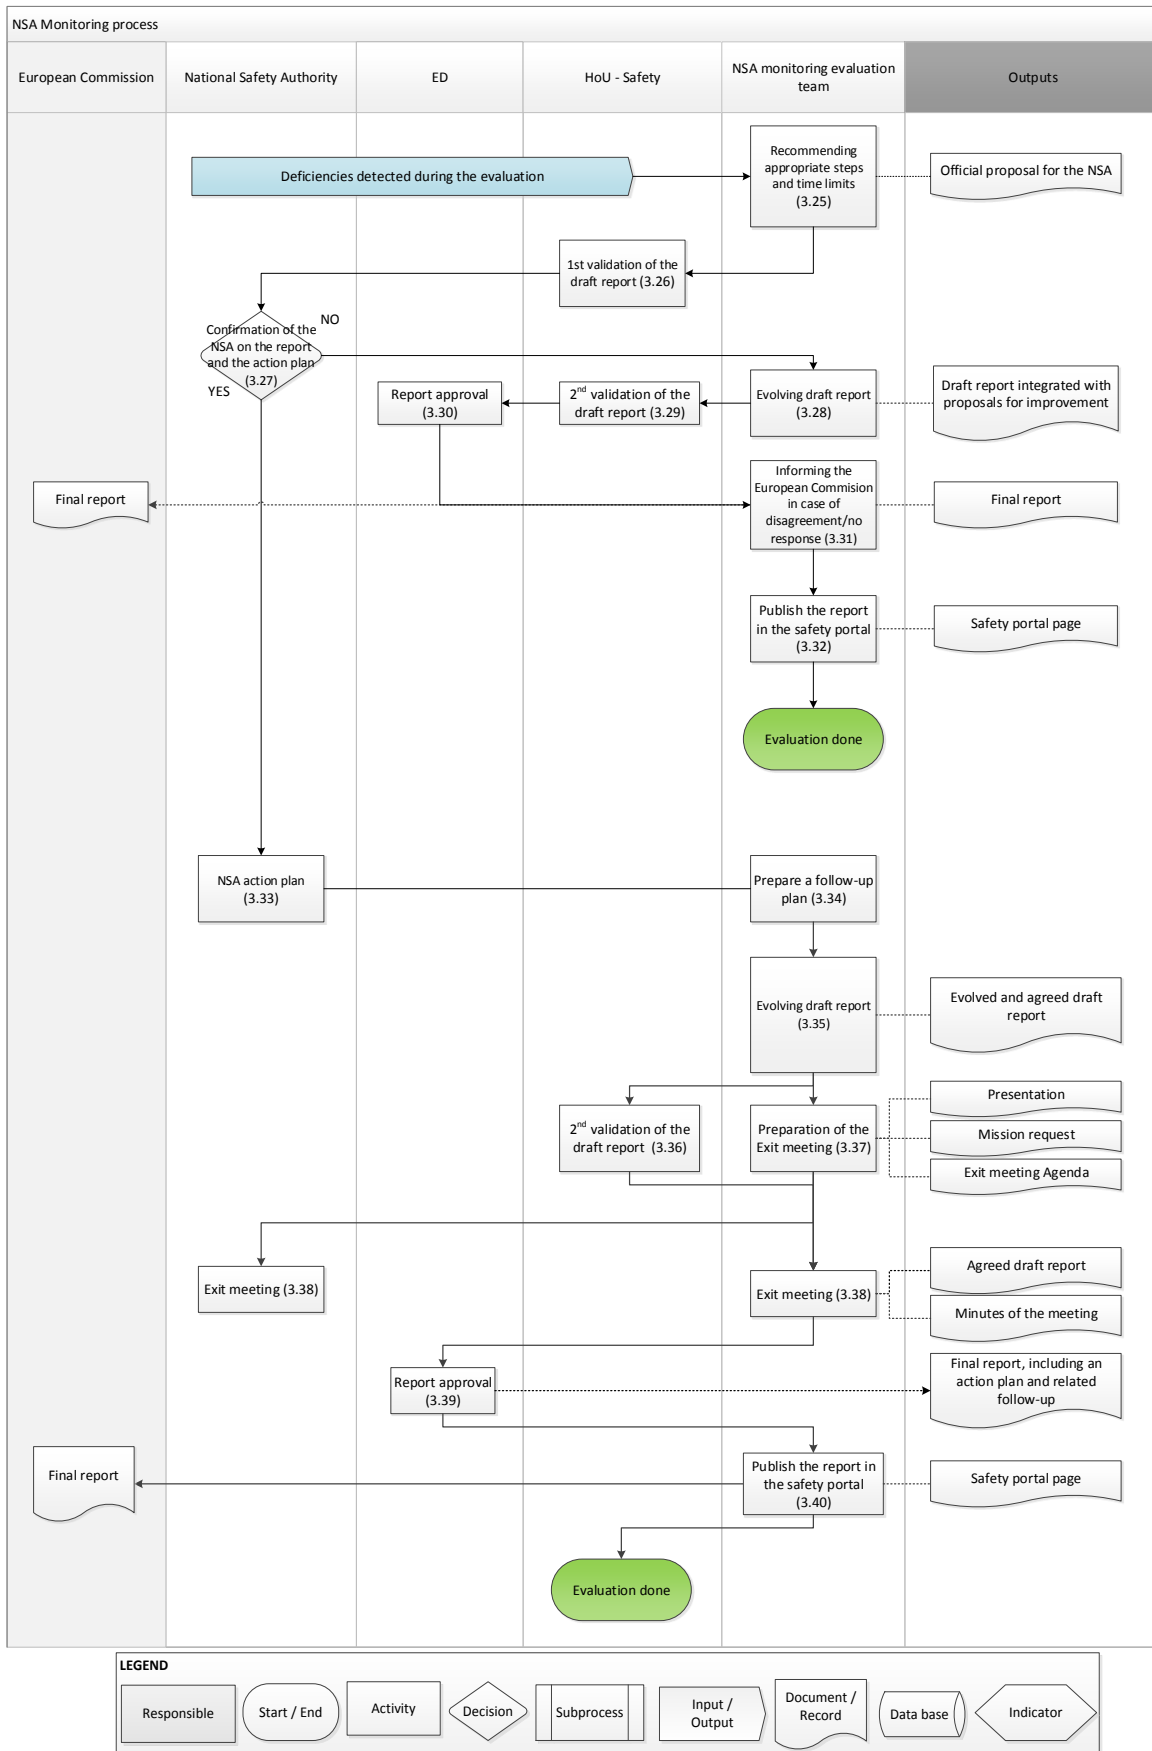 NSA Monitoring process
European Commission
National Safety Authority
ED
HoU - Safety
NSA monitoring evaluation
team
Outputs
Deficiencies detected during the evaluation
Recommending
appropriate steps
and time limits
(3.25)
Official proposal for the NSA
1st validation of the
draft report (3.26)
Confirmation of the
NSA on the report
and the action plan
(3.27)
NO
YES
Report approval
(3.30)
2nd validation of the
draft report (3.29)
Evolving draft report
(3.28)
Draft report integrated with
proposals for improvement
Final report
Informing the
European Commision
in case of
disagreement/no
response (3.31)
Final report
Publish the report
in the safety portal
(3.32)
Safety portal page
Evaluation done
NSA action plan
(3.33)
Prepare a follow-up
plan (3.34)
Evolving draft report
(3.35)
Evolved and agreed draft
report
2nd validation of the
draft report (3.36)
Preparation of the
Exit meeting (3.37)
Presentation
Mission request
Exit meeting Agenda
Exit meeting (3.38)
Exit meeting (3.38)
Agreed draft report
Minutes of the meeting
Report approval
(3.39)
Final report, including an
action plan and related
follow-up
Final report
Publish the report in
the safety portal
(3.40)
Safety portal page
Evaluation done
LEGEND
Responsible
Start / End
Activity
Decision
Subprocess
Input /
Output
Document /
Record
Data base
Indicator